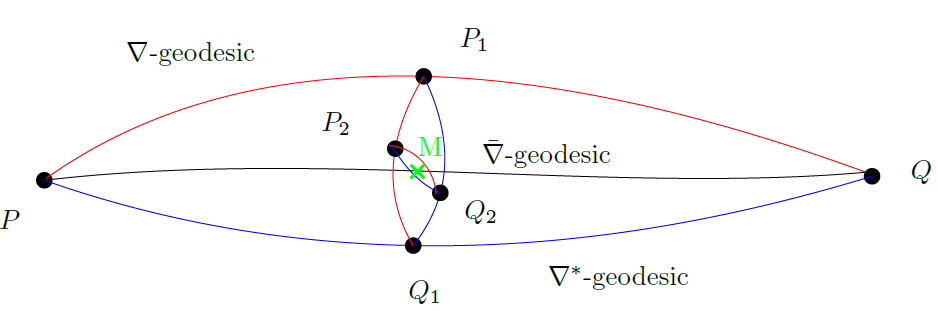 P₁
∇-geodesic
P₂
M
∇̄-geodesic
Q
P
Q₂
∇*-geodesic
Q₁